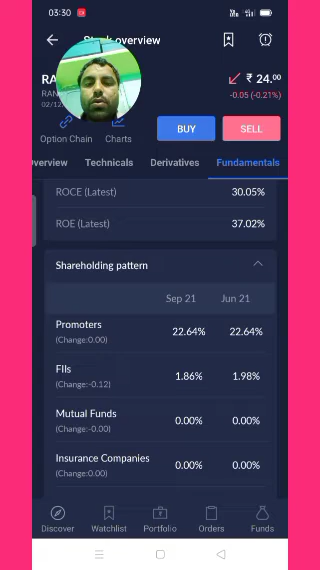 03:30
Stock overview
RA
₹ 24.00
RAN
-0.05 (-0.21%)
02/12
Option Chain
Charts
BUY
SELL
verview
Technicals
Derivatives
Fundamentals
ROCE (Latest) 30.05%
ROE (Latest) 37.02%
Shareholding pattern
Sep 21 Jun 21
Promoters 22.64% 22.64%
(Change:0.00)
FIIs 1.86% 1.98%
(Change:-0.12)
Mutual Funds 0.00% 0.00%
(Change:-0.00)
Insurance Companies 0.00% 0.00%
(Change:0.00)
Discover Watchlist Portfolio Orders Funds